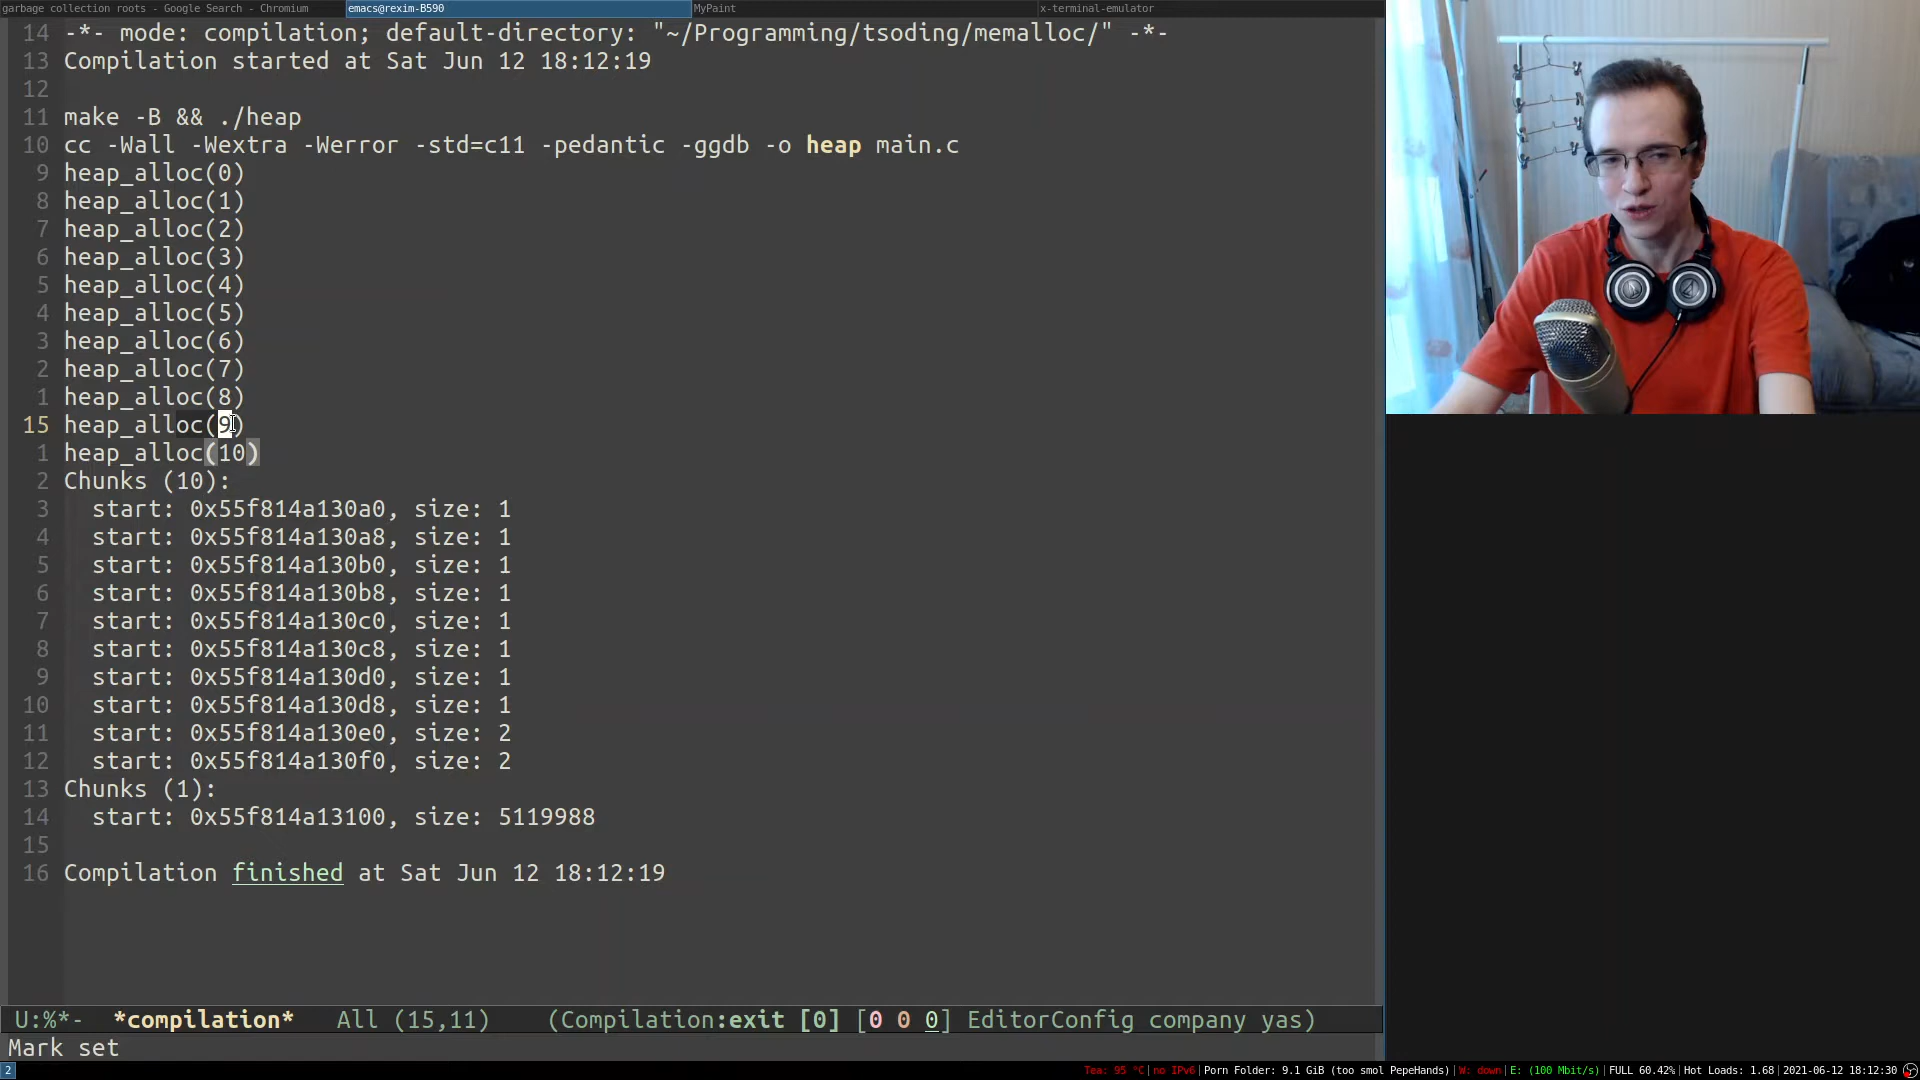 garbage collection roots - Google Search - Chromium
emacs@rexim-B590
MyPaint
x-terminal-emulator
14 -*- mode: compilation; default-directory: "~/Programming/tsoding/memalloc/" -*-
13 Compilation started at Sat Jun 12 18:12:19
12
11 make -B && ./heap
10 cc -Wall -Wextra -Werror -std=c11 -pedantic -ggdb -o heap main.c
9 heap_alloc(0)
8 heap_alloc(1)
7 heap_alloc(2)
6 heap_alloc(3)
5 heap_alloc(4)
4 heap_alloc(5)
3 heap_alloc(6)
2 heap_alloc(7)
1 heap_alloc(8)
15 heap_alloc(9)
1 heap_alloc(10)
2 Chunks (10):
3 start: 0x55f814a130a0, size: 1
4 start: 0x55f814a130a8, size: 1
5 start: 0x55f814a130b0, size: 1
6 start: 0x55f814a130b8, size: 1
7 start: 0x55f814a130c0, size: 1
8 start: 0x55f814a130c8, size: 1
9 start: 0x55f814a130d0, size: 1
10 start: 0x55f814a130d8, size: 1
11 start: 0x55f814a130e0, size: 2
12 start: 0x55f814a130f0, size: 2
13 Chunks (1):
14 start: 0x55f814a13100, size: 5119988
15
16 Compilation finished at Sat Jun 12 18:12:19
U:%*- *compilation* All (15,11) (Compilation:exit [0] [0 0 0] EditorConfig company yas)
Mark set
2 Tea: 95 °C|no IPv6|Porn Folder: 9.1 GiB (too smol PepeHands)|W: down|E: (100 Mbit/s)|FULL 60.42%|Hot Loads: 1.68|2021-06-12 18:12:30